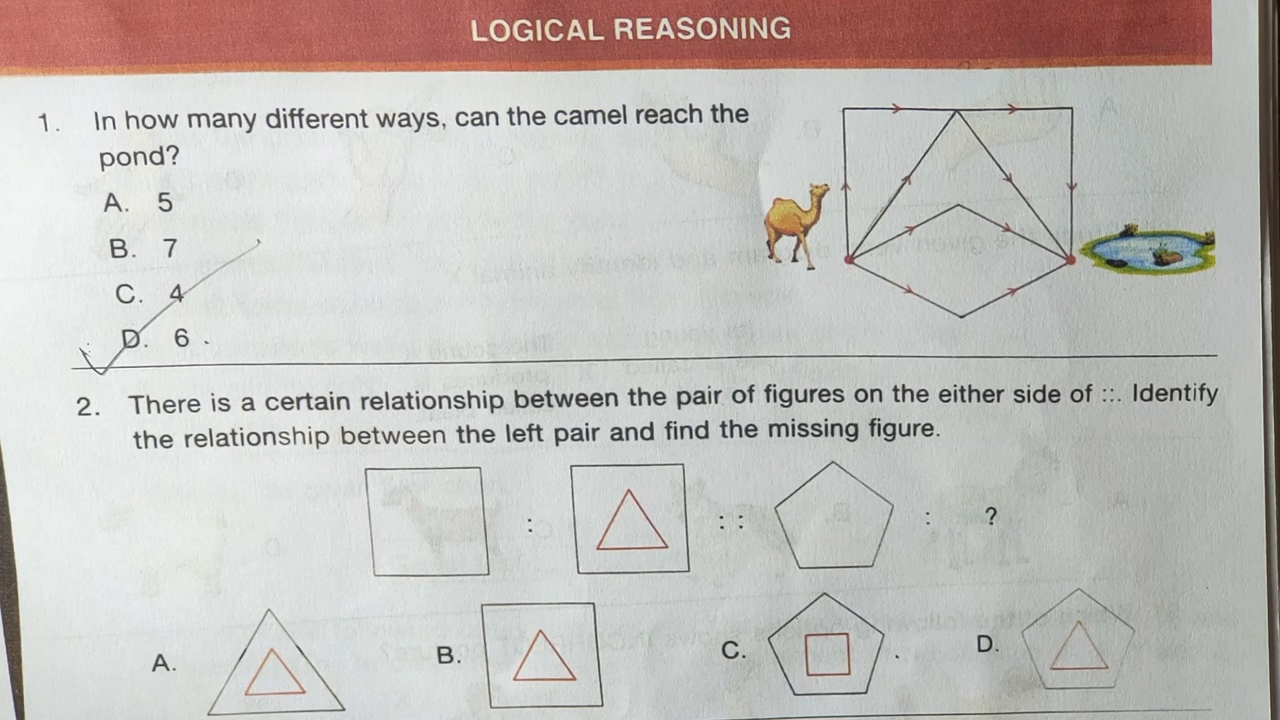 LOGICAL REASONING
1. In how many different ways, can the camel reach the
pond?
A. 5
B. 7
C. 4
D. 6
2. There is a certain relationship between the pair of figures on the either side of ::. Identify
the relationship between the left pair and find the missing figure.
: :: : ?
A. B. C. D.